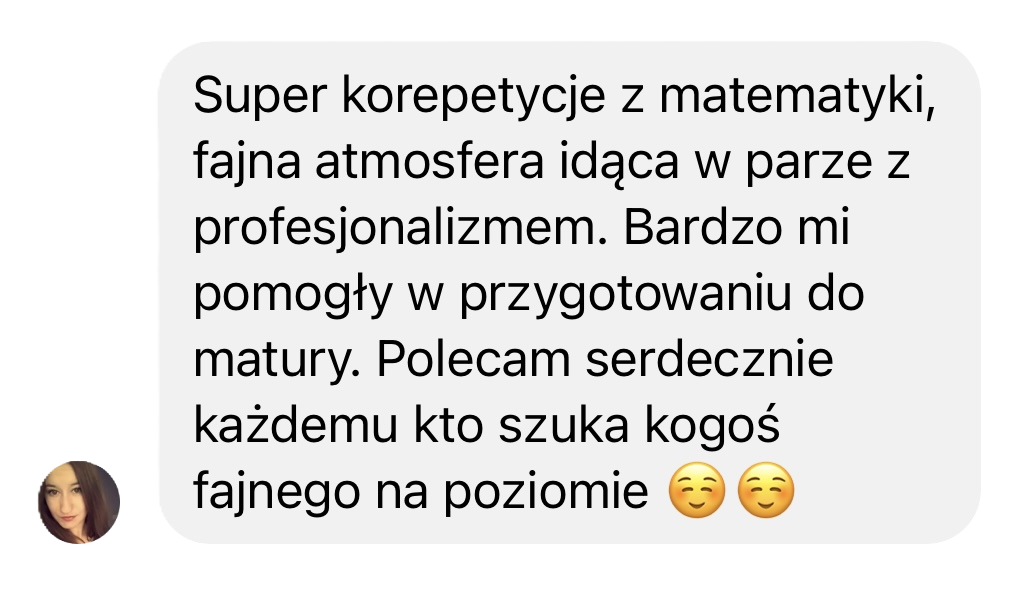 Super korepetycje z matematyki,
fajna atmosfera idąca w parze z
profesjonalizmem. Bardzo mi
pomogły w przygotowaniu do
matury. Polecam serdecznie
każdemu kto szuka kogoś
fajnego na poziomie ☺️☺️